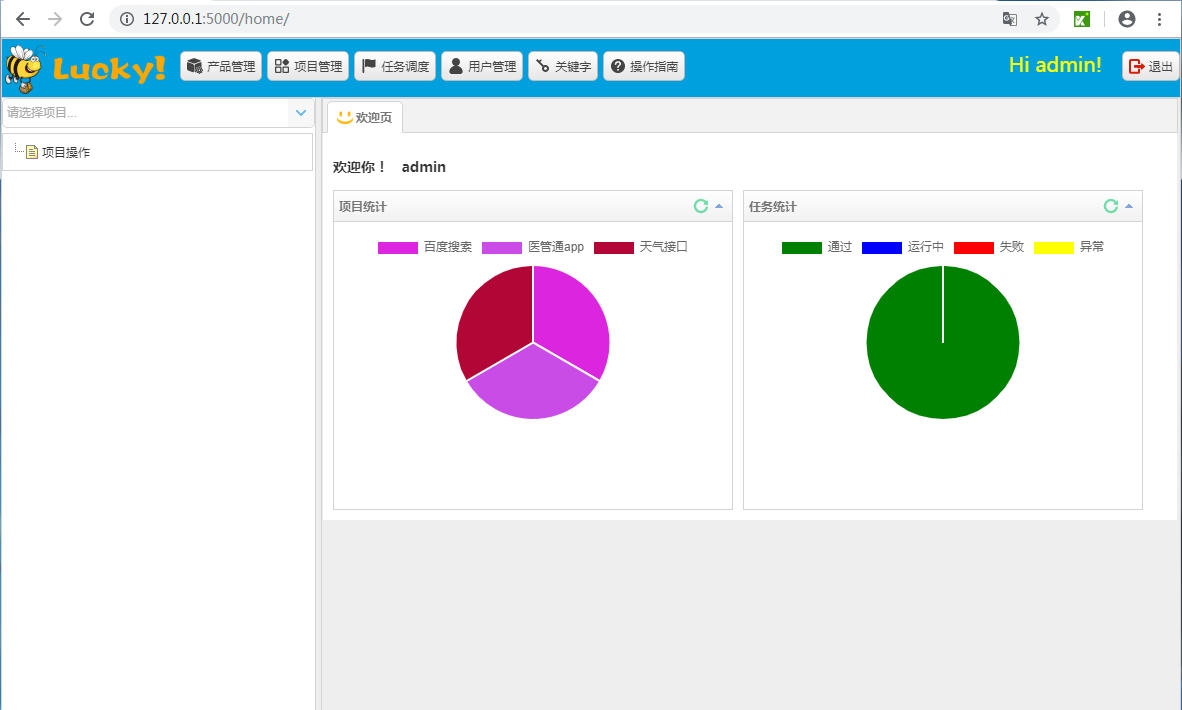 127.0.0.1:5000/home/
Lucky! 产品管理 项目管理 任务调度 用户管理 关键字 操作指南 Hi admin! 退出
请选择项目...
项目操作
欢迎页
欢迎你！ admin
项目统计
百度搜索 医管通app 天气接口
任务统计
通过 运行中 失败 异常